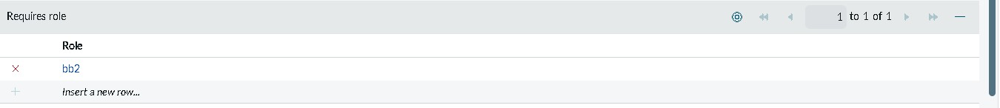 Requires role
1 to 1 of 1
Role
bb2
Insert a new row...